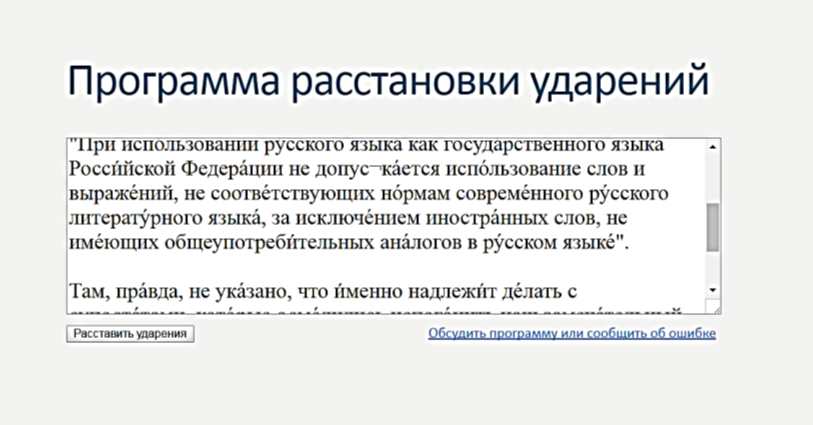 Программа расстановки ударений
"При использовании русского языка как госуда́рственного языка́
Росси́йской Федера́ции не допус¬ка́ется испо́льзование слов и
выраже́ний, не соотве́тствующих но́рмам совреме́нного ру́сского
литерату́рного языка́, за исключе́нием иностра́нных слов, не
име́ющих общеупотреби́тельных ана́логов в ру́сском языке́".
Там, пра́вда, не ука́зано, что и́менно надлежи́т де́лать с
Расставить ударения
Обсудить программу или сообщить об ошибке